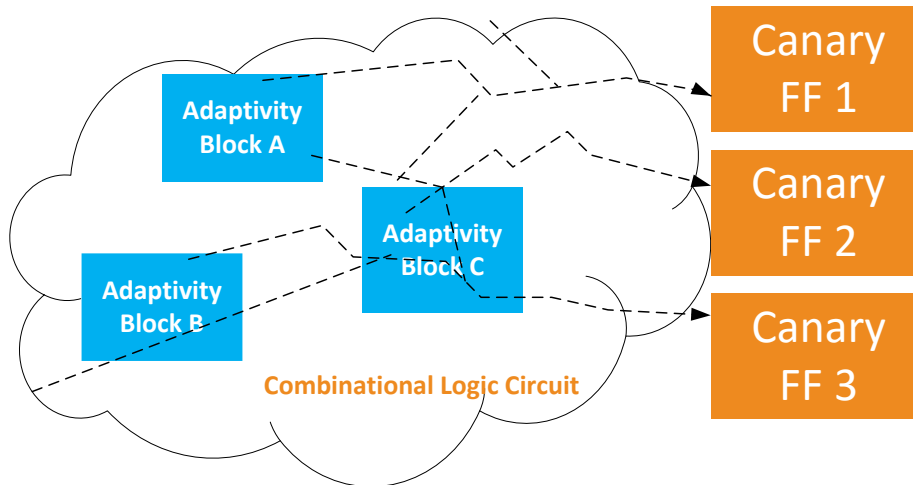 Canary
FF 1
Adaptivity
Block A
Canary
FF 2
Adaptivity
Block C
Adaptivity
Block B
Canary
FF 3
Combinational Logic Circuit